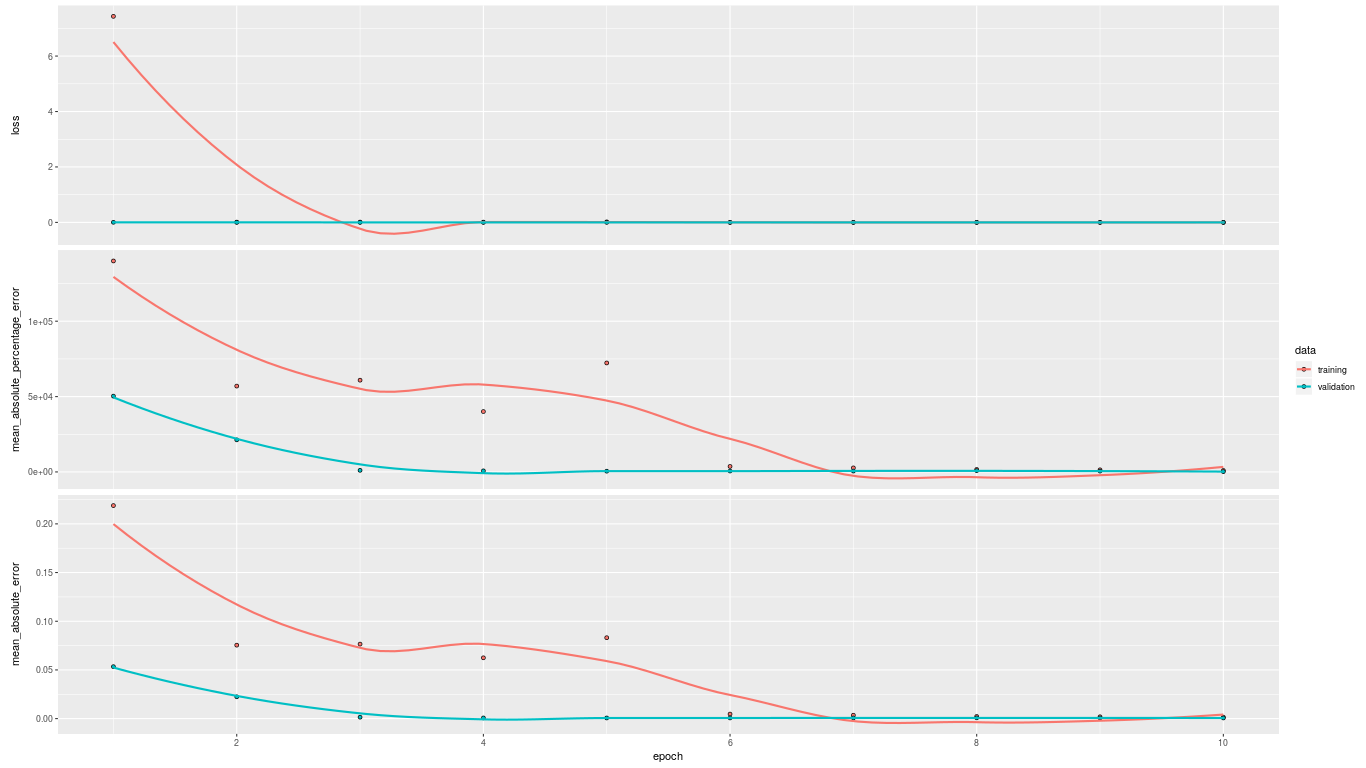 loss
6
4
2
0
mean_absolute_percentage_error
1e+05
5e+04
0e+00
mean_absolute_error
0.20
0.15
0.10
0.05
0.00
2 4 6 8 10
epoch
data
training
validation